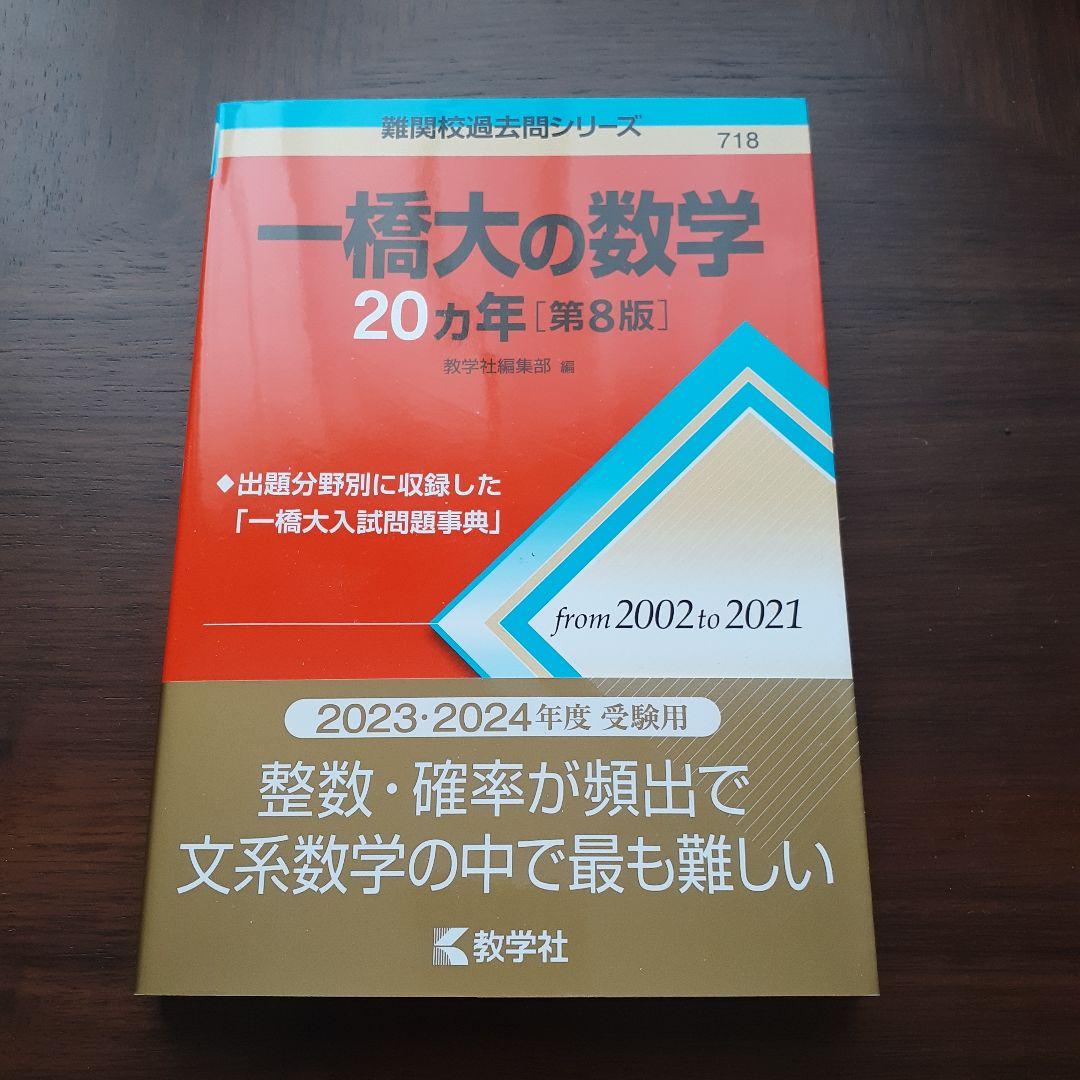 難関校過去問シリーズ
718
一橋大の数学
20ヵ年［第8版］
教学社編集部 編
◆出題分野別に収録した
「一橋大入試問題事典」
from 2002 to 2021
2023・2024年度 受験用
整数・確率が頻出で
文系数学の中で最も難しい
教学社